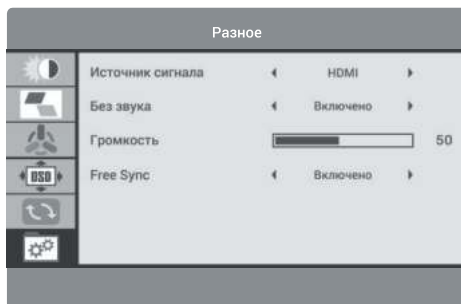 Разное
Источник сигнала HDMI
Без звука Включено
Громкость 50
OSD
Free Sync Включено